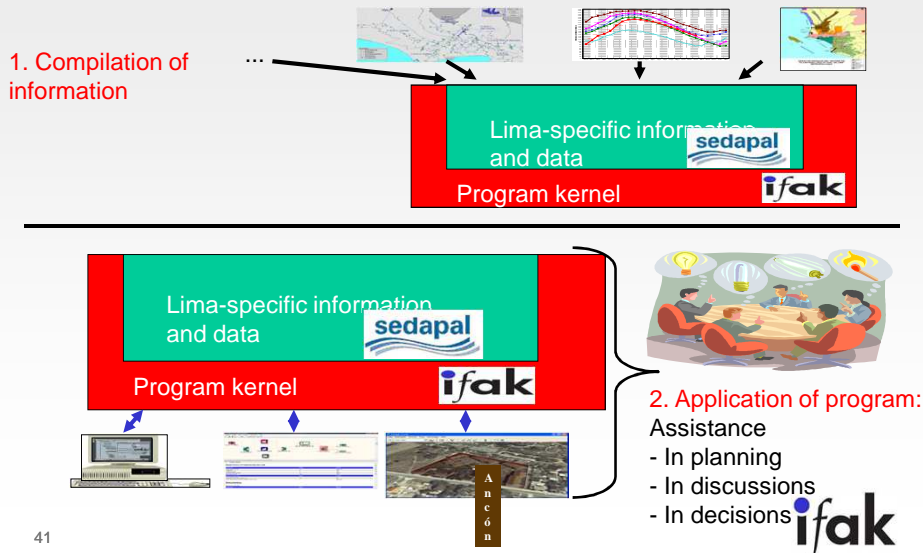 1. Compilation of
information
...
Lima-specific information
and data
sedapal
Program kernel
ifak
Lima-specific information
and data
sedapal
Program kernel
ifak
Ancón
2. Application of program:
Assistance
- In planning
- In discussions
- In decisions
ifak
41